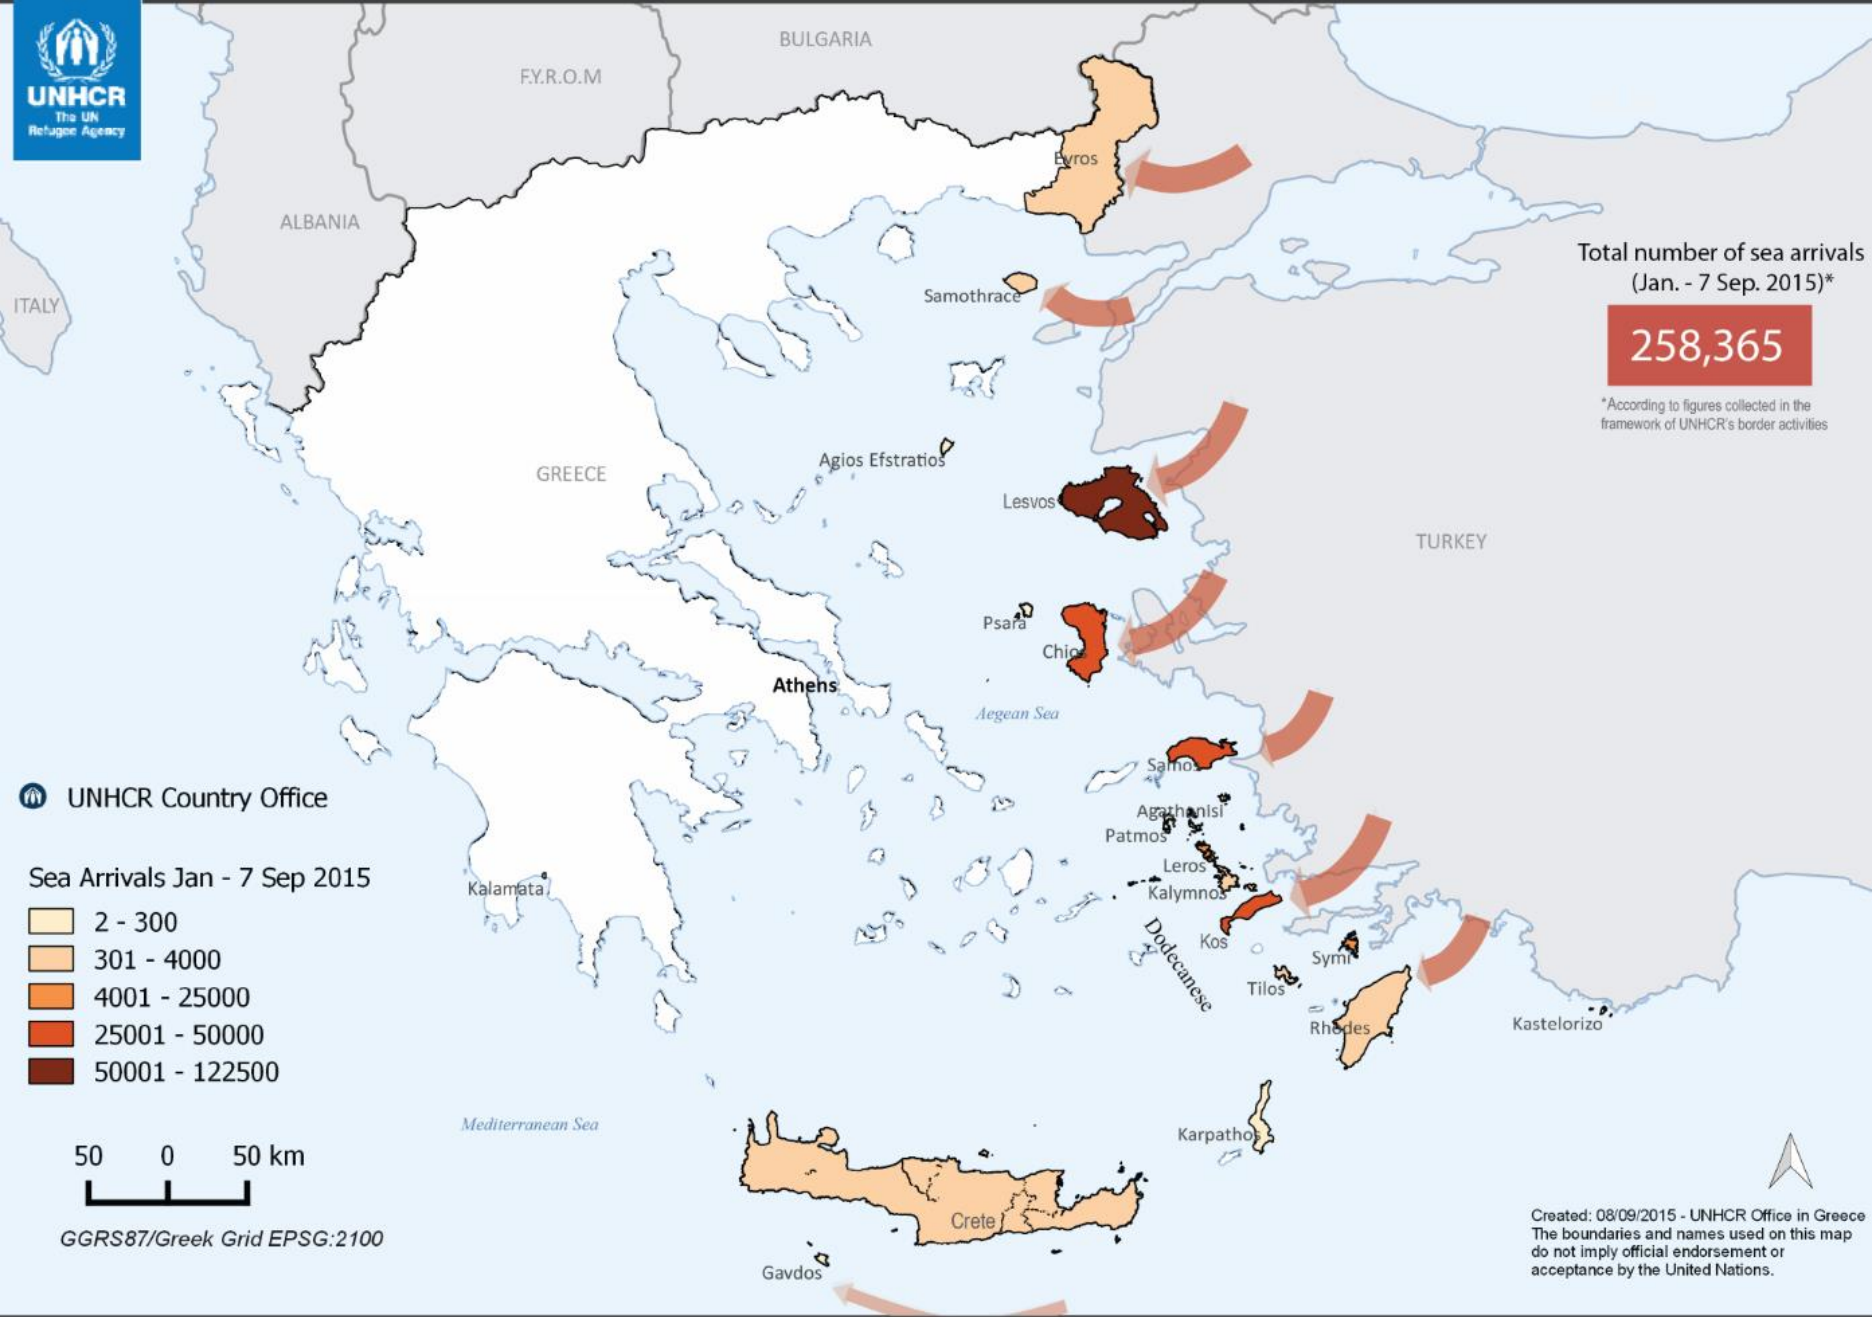 UNHCR
The UN
Refugee Agency
BULGARIA
F.Y.R.O.M
Evros
ALBANIA
ITALY
Samothrace
Total number of sea arrivals
(Jan. - 7 Sep. 2015)*
258,365
*According to figures collected in the
framework of UNHCR's border activities
Agios Efstratios
GREECE
Lesvos
TURKEY
Psara
Chios
Athens
Aegean Sea
Samos
Agathonisi
Patmos
Leros
Kalymnos
Kos
Dodecanese
Symi
Tilos
Rhodes
Kastelorizo
Kalamata
Karpathos
Mediterranean Sea
Crete
Gavdos
UNHCR Country Office
Sea Arrivals Jan - 7 Sep 2015
2 - 300
301 - 4000
4001 - 25000
25001 - 50000
50001 - 122500
50 0 50 km
GGRS87/Greek Grid EPSG:2100
Created: 08/09/2015 - UNHCR Office in Greece
The boundaries and names used on this map
do not imply official endorsement or
acceptance by the United Nations.